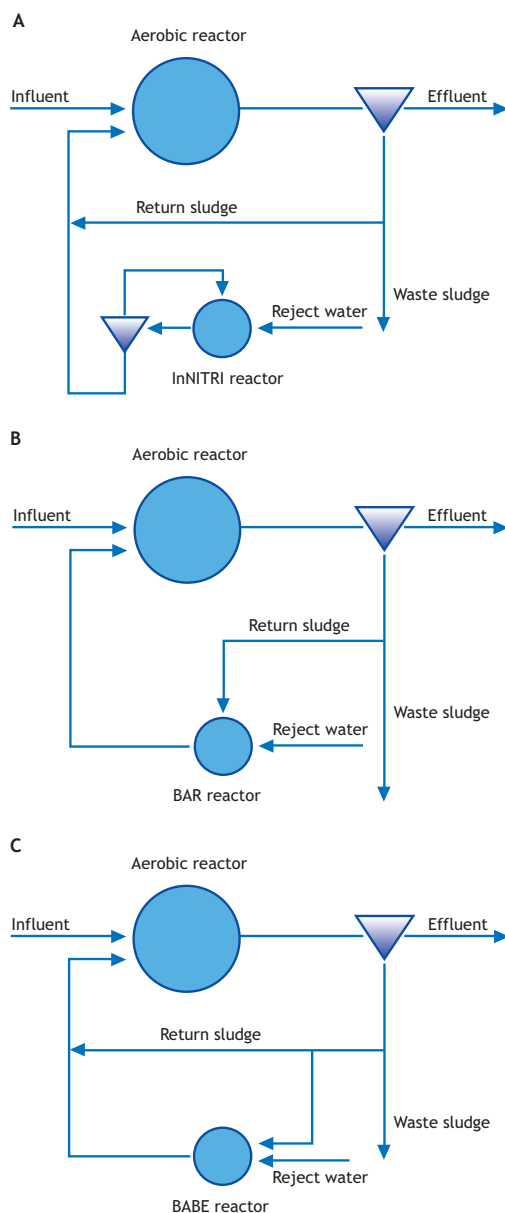 A
Aerobic reactor
Influent
Effluent
Return sludge
Waste sludge
Reject water
InNITRI reactor
B
Aerobic reactor
Influent
Effluent
Return sludge
Waste sludge
Reject water
BAR reactor
C
Aerobic reactor
Influent
Effluent
Return sludge
Waste sludge
Reject water
BABE reactor